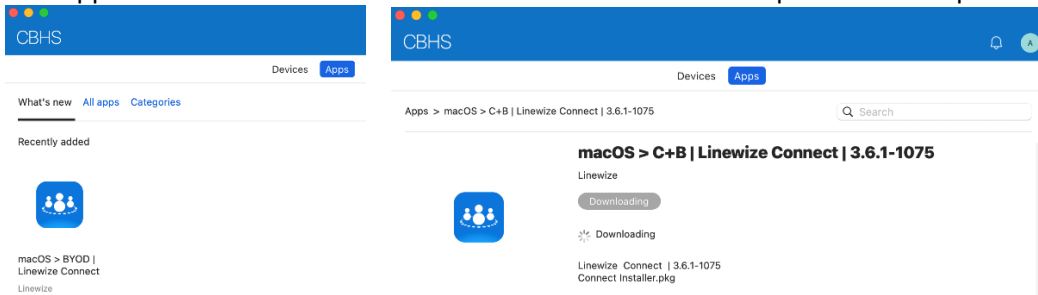 CBHS
Devices Apps
What's new All apps Categories
Recently added
macOS > BYOD |
Linewize Connect
Linewize
CBHS
A
Devices Apps
Apps > macOS > C+B | Linewize Connect | 3.6.1-1075
Search
macOS > C+B | Linewize Connect | 3.6.1-1075
Linewize
Downloading
Downloading
Linewize Connect | 3.6.1-1075
Connect Installer.pkg